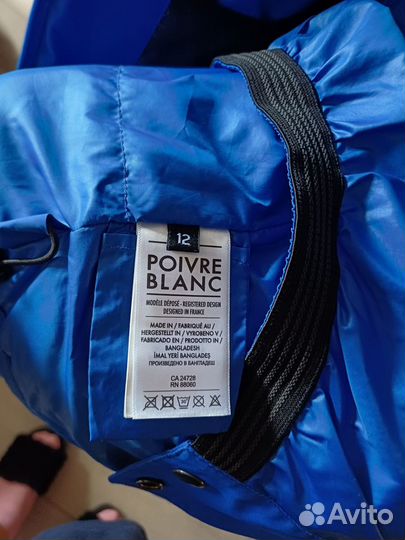 12
POIVRE
BLANC
MODÈLE DÉPOSÉ - REGISTERED DESIGN
DESIGNED IN FRANCE
MADE IN / FABRIQUÉ AU /
HERGESTELLT IN / VYROBENO V /
FABRICADO EN / PRODOTTO IN /
BANGLADESH
İMAL YERİ BANGLADEŞ
ПРОИЗВЕДЕНО В БАНГЛАДЕШ
CA 24728
RN 88060
Avito